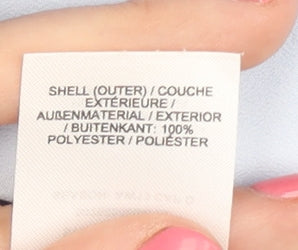 SHELL (OUTER) / COUCHE
EXTÉRIEURE /
AUẞENMATERIAL / EXTERIOR
/ BUITENKANT: 100%
POLYESTER / POLIÉSTER